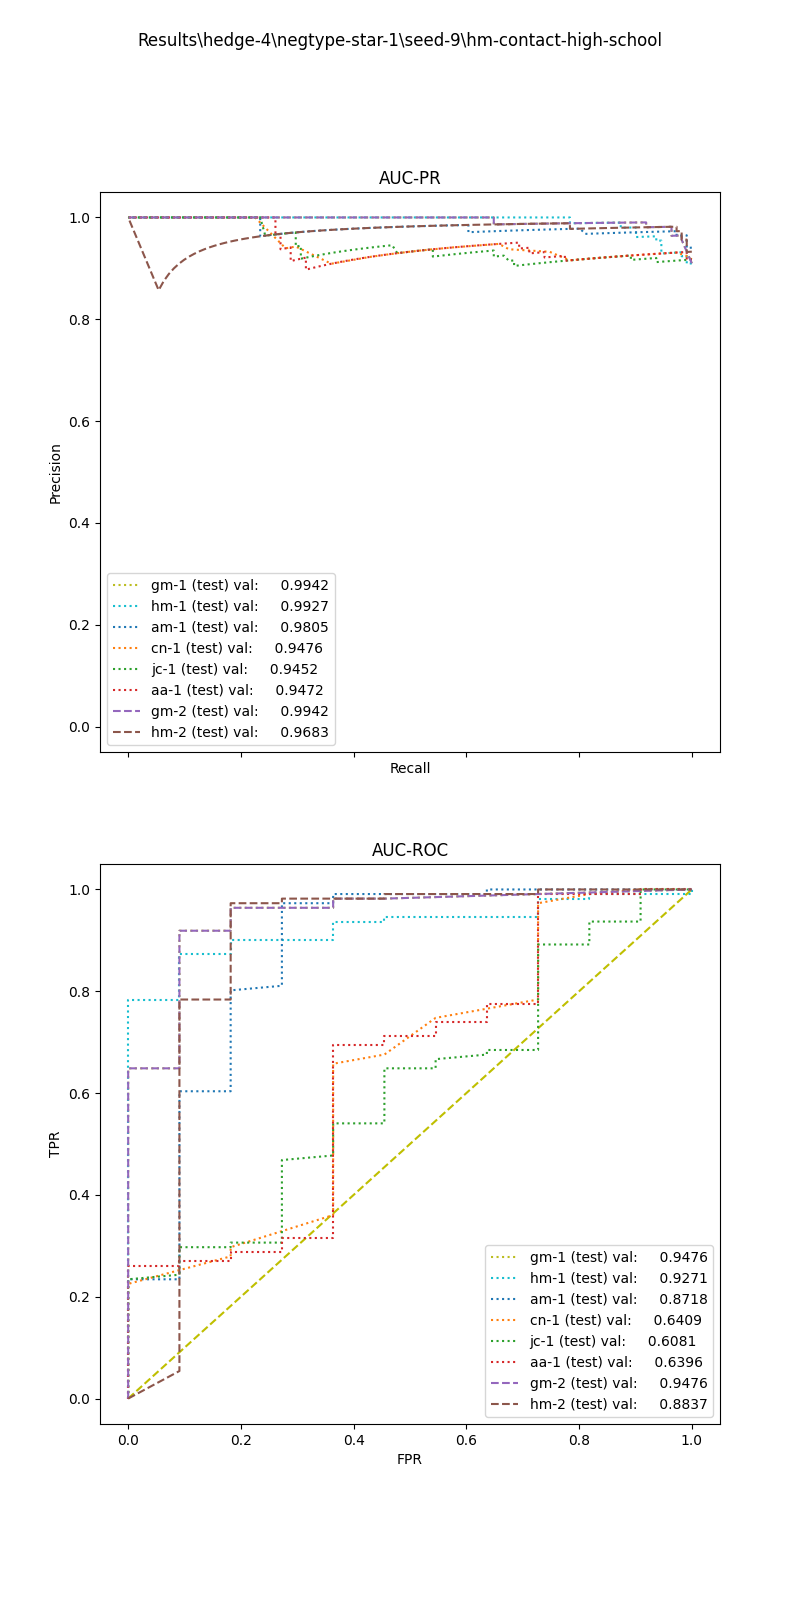 Results\hedge-4\negtype-star-1\seed-9\hm-contact-high-school
AUC-PR
1.0
0.8
0.6
0.4
0.2
0.0
Precision
gm-1 (test) val: 0.9942
hm-1 (test) val: 0.9927
am-1 (test) val: 0.9805
cn-1 (test) val: 0.9476
jc-1 (test) val: 0.9452
aa-1 (test) val: 0.9472
gm-2 (test) val: 0.9942
hm-2 (test) val: 0.9683
Recall
AUC-ROC
1.0
0.8
0.6
0.4
0.2
0.0
TPR
gm-1 (test) val: 0.9476
hm-1 (test) val: 0.9271
am-1 (test) val: 0.8718
cn-1 (test) val: 0.6409
jc-1 (test) val: 0.6081
aa-1 (test) val: 0.6396
gm-2 (test) val: 0.9476
hm-2 (test) val: 0.8837
0.0 0.2 0.4 0.6 0.8 1.0
FPR